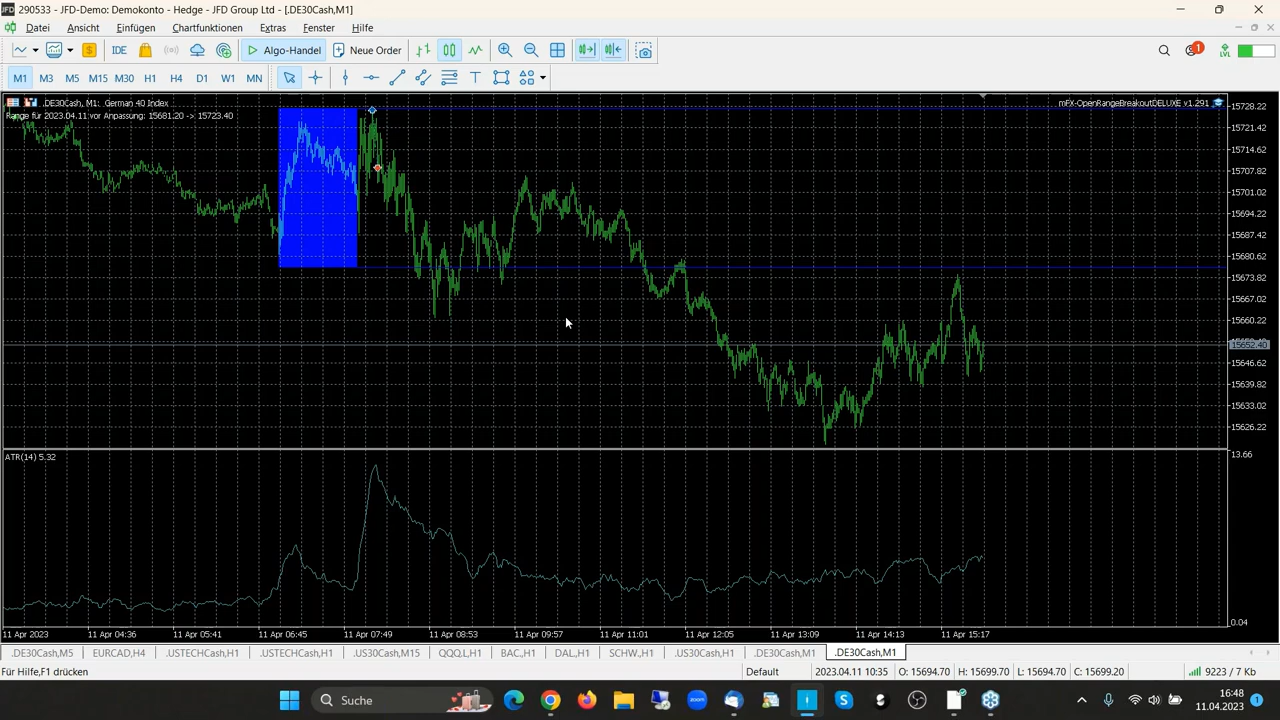 290533 - JFD-Demo: Demokonto - Hedge - JFD Group Ltd - [.DE30Cash,M1]
Datei Ansicht Einfügen Chartfunktionen Extras Fenster Hilfe
IDE Algo-Handel Neue Order 1 LVL
M1 M3 M5 M15 M30 H1 H4 D1 W1 MN T
.DE30Cash, M1: German 40 Index
mFX-OpenRangeBreakoutDELUXE v1.291
Range für 2023.04.11 vor Anpassung: 15681.20 -> 15723.40
15728.22
15721.42
15714.62
15707.82
15701.02
15694.22
15687.42
15680.62
15673.82
15667.02
15660.22
15652.40
15646.62
15639.82
15633.02
15626.22
ATR(14) 5.32
13.66
0.04
11 Apr 2023 11 Apr 04:36 11 Apr 05:41 11 Apr 06:45 11 Apr 07:49 11 Apr 08:53 11 Apr 09:57 11 Apr 11:01 11 Apr 12:05 11 Apr 13:09 11 Apr 14:13 11 Apr 15:17
.DE30Cash,M5 EURCAD,H4 .USTECHCash,H1 .USTECHCash,H1 .US30Cash,M15 QQQ.L,H1 BAC.,H1 DAL.,H1 SCHW.,H1 .US30Cash,H1 .DE30Cash,M1 .DE30Cash,M1
Für Hilfe,F1 drücken Default 2023.04.11 10:35 O: 15694.70 H: 15699.70 L: 15694.70 C: 15699.20 9223 / 7 Kb
Suche 16:48
11.04.2023 1